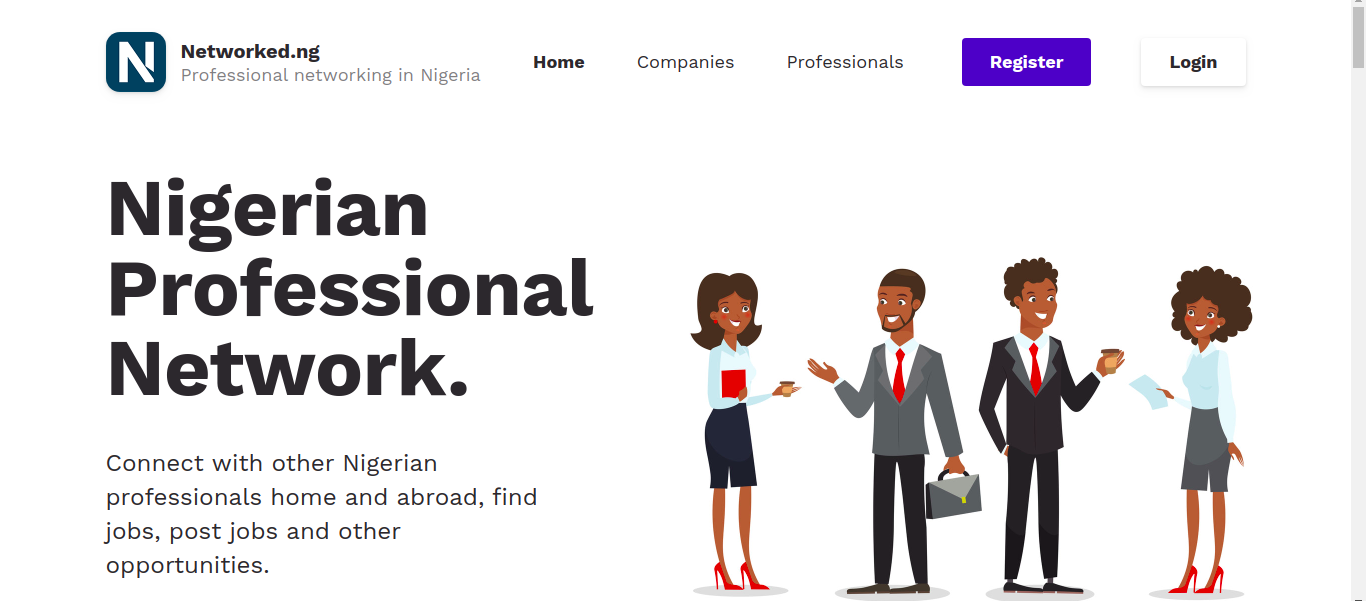 Networked.ng
Professional networking in Nigeria
Home
Companies
Professionals
Register
Login
Nigerian
Professional
Network.
Connect with other Nigerian
professionals home and abroad, find
jobs, post jobs and other
opportunities.